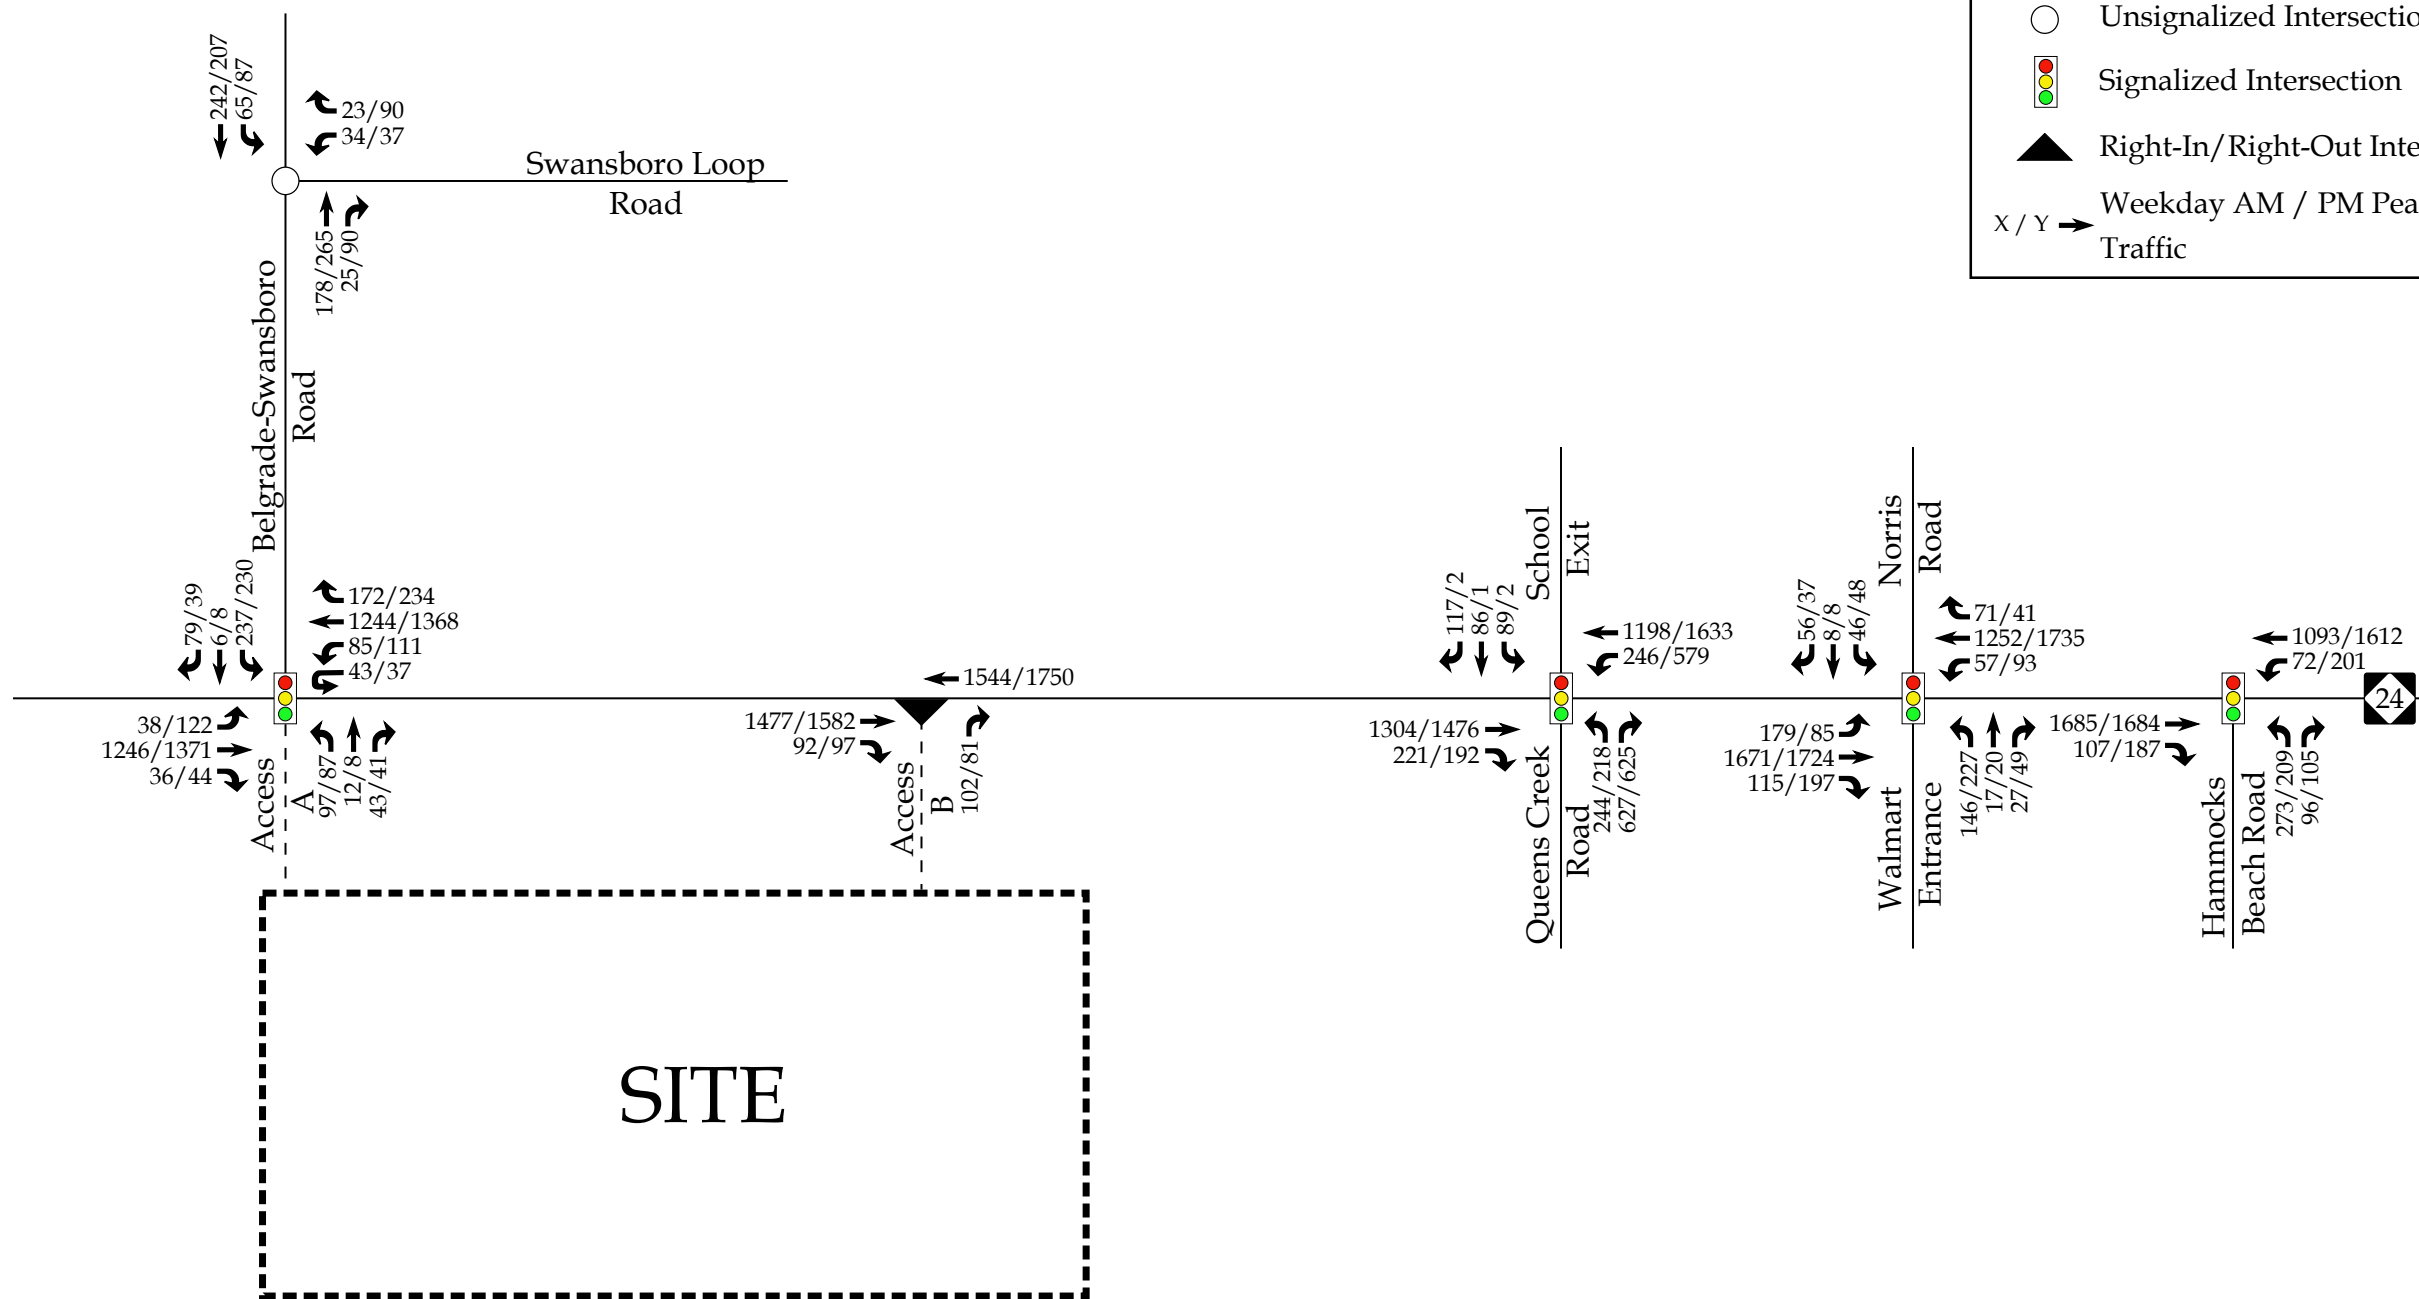 Unsignalized Intersectio
Signalized Intersection
Right-In/Right-Out Inte
X / Y
Weekday AM / PM Pea
Traffic
242/207
65/87
23/90
34/37
Swansboro Loop
Road
178/265
25/90
Belgrade-Swansboro
Road
79/39
6/8
237/230
172/234
1244/1368
85/111
43/37
38/122
1246/1371
36/44
Access
A
97/87
12/8
43/41
1544/1750
1477/1582
92/97
Access
B
102/81
School
Exit
117/2
86/1
89/2
1198/1633
246/579
1304/1476
221/192
Queens Creek
Road
244/218
627/625
Norris
Road
56/37
8/8
46/48
71/41
1252/1735
57/93
179/85
1671/1724
115/197
Walmart
Entrance
146/227
17/20
27/49
1093/1612
72/201
1685/1684
107/187
Hammocks
Beach Road
273/209
96/105
24
SITE